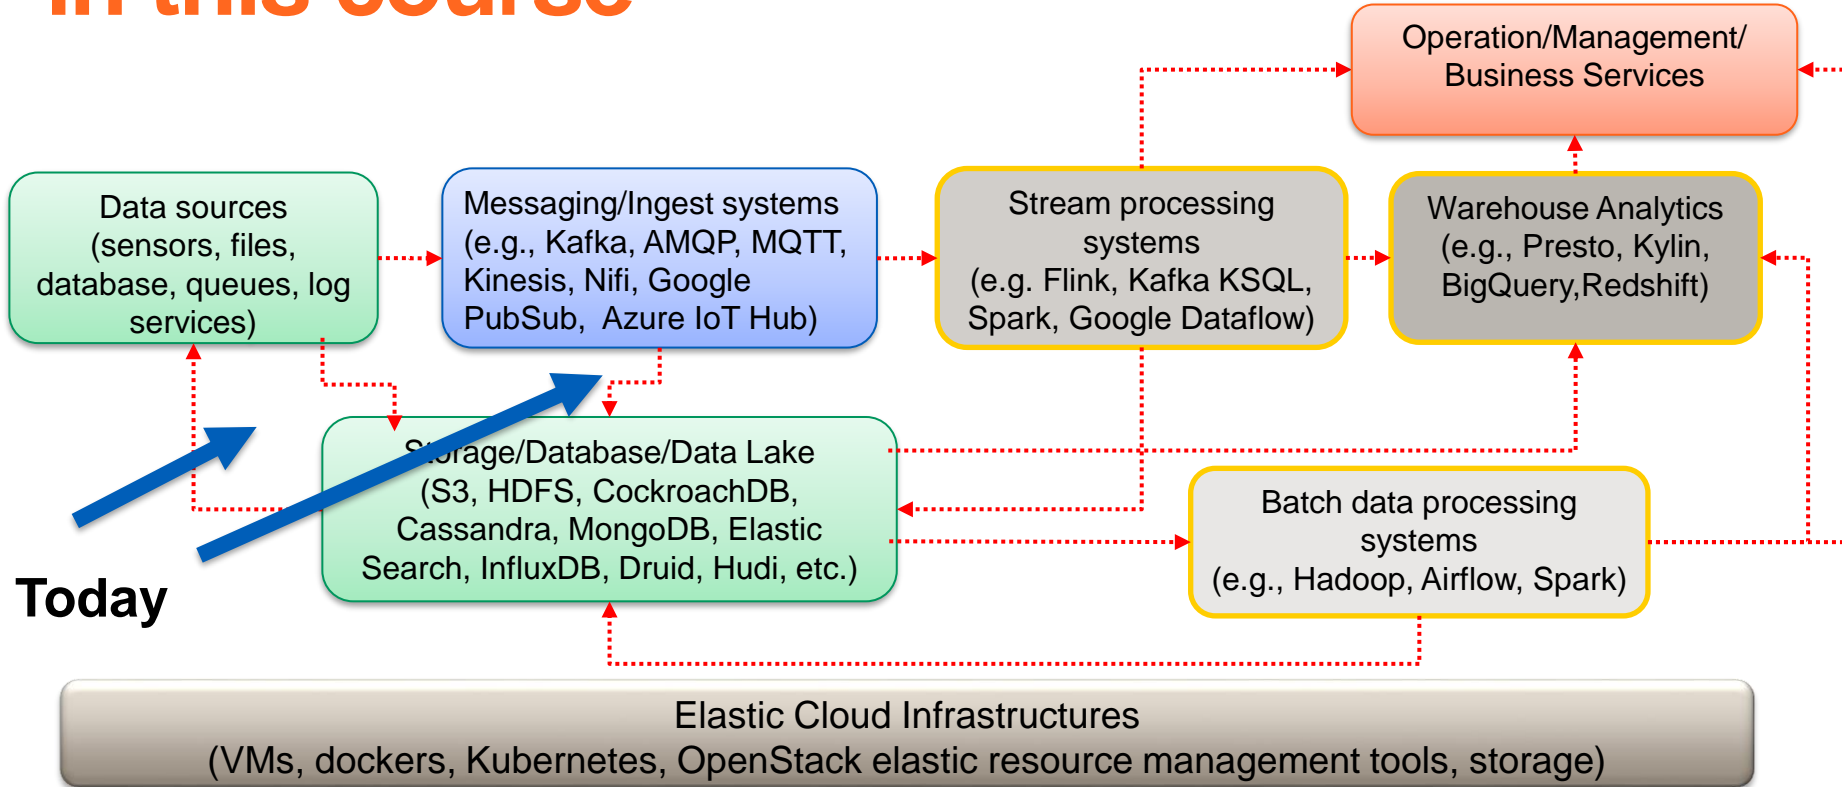 in this course
Operation/Management/
Business Services
Data sources
(sensors, files,
database, queues, log
services)
Messaging/Ingest systems
(e.g., Kafka, AMQP, MQTT,
Kinesis, Nifi, Google
PubSub,  Azure IoT Hub)
Stream processing
systems
(e.g. Flink, Kafka KSQL,
Spark, Google Dataflow)
Warehouse Analytics
(e.g., Presto, Kylin,
BigQuery,Redshift)
Storage/Database/Data Lake
(S3, HDFS, CockroachDB,
Cassandra, MongoDB, Elastic
Search, InfluxDB, Druid, Hudi, etc.)
Batch data processing
systems
(e.g., Hadoop, Airflow, Spark)
Today
Elastic Cloud Infrastructures
(VMs, dockers, Kubernetes, OpenStack elastic resource management tools, storage)